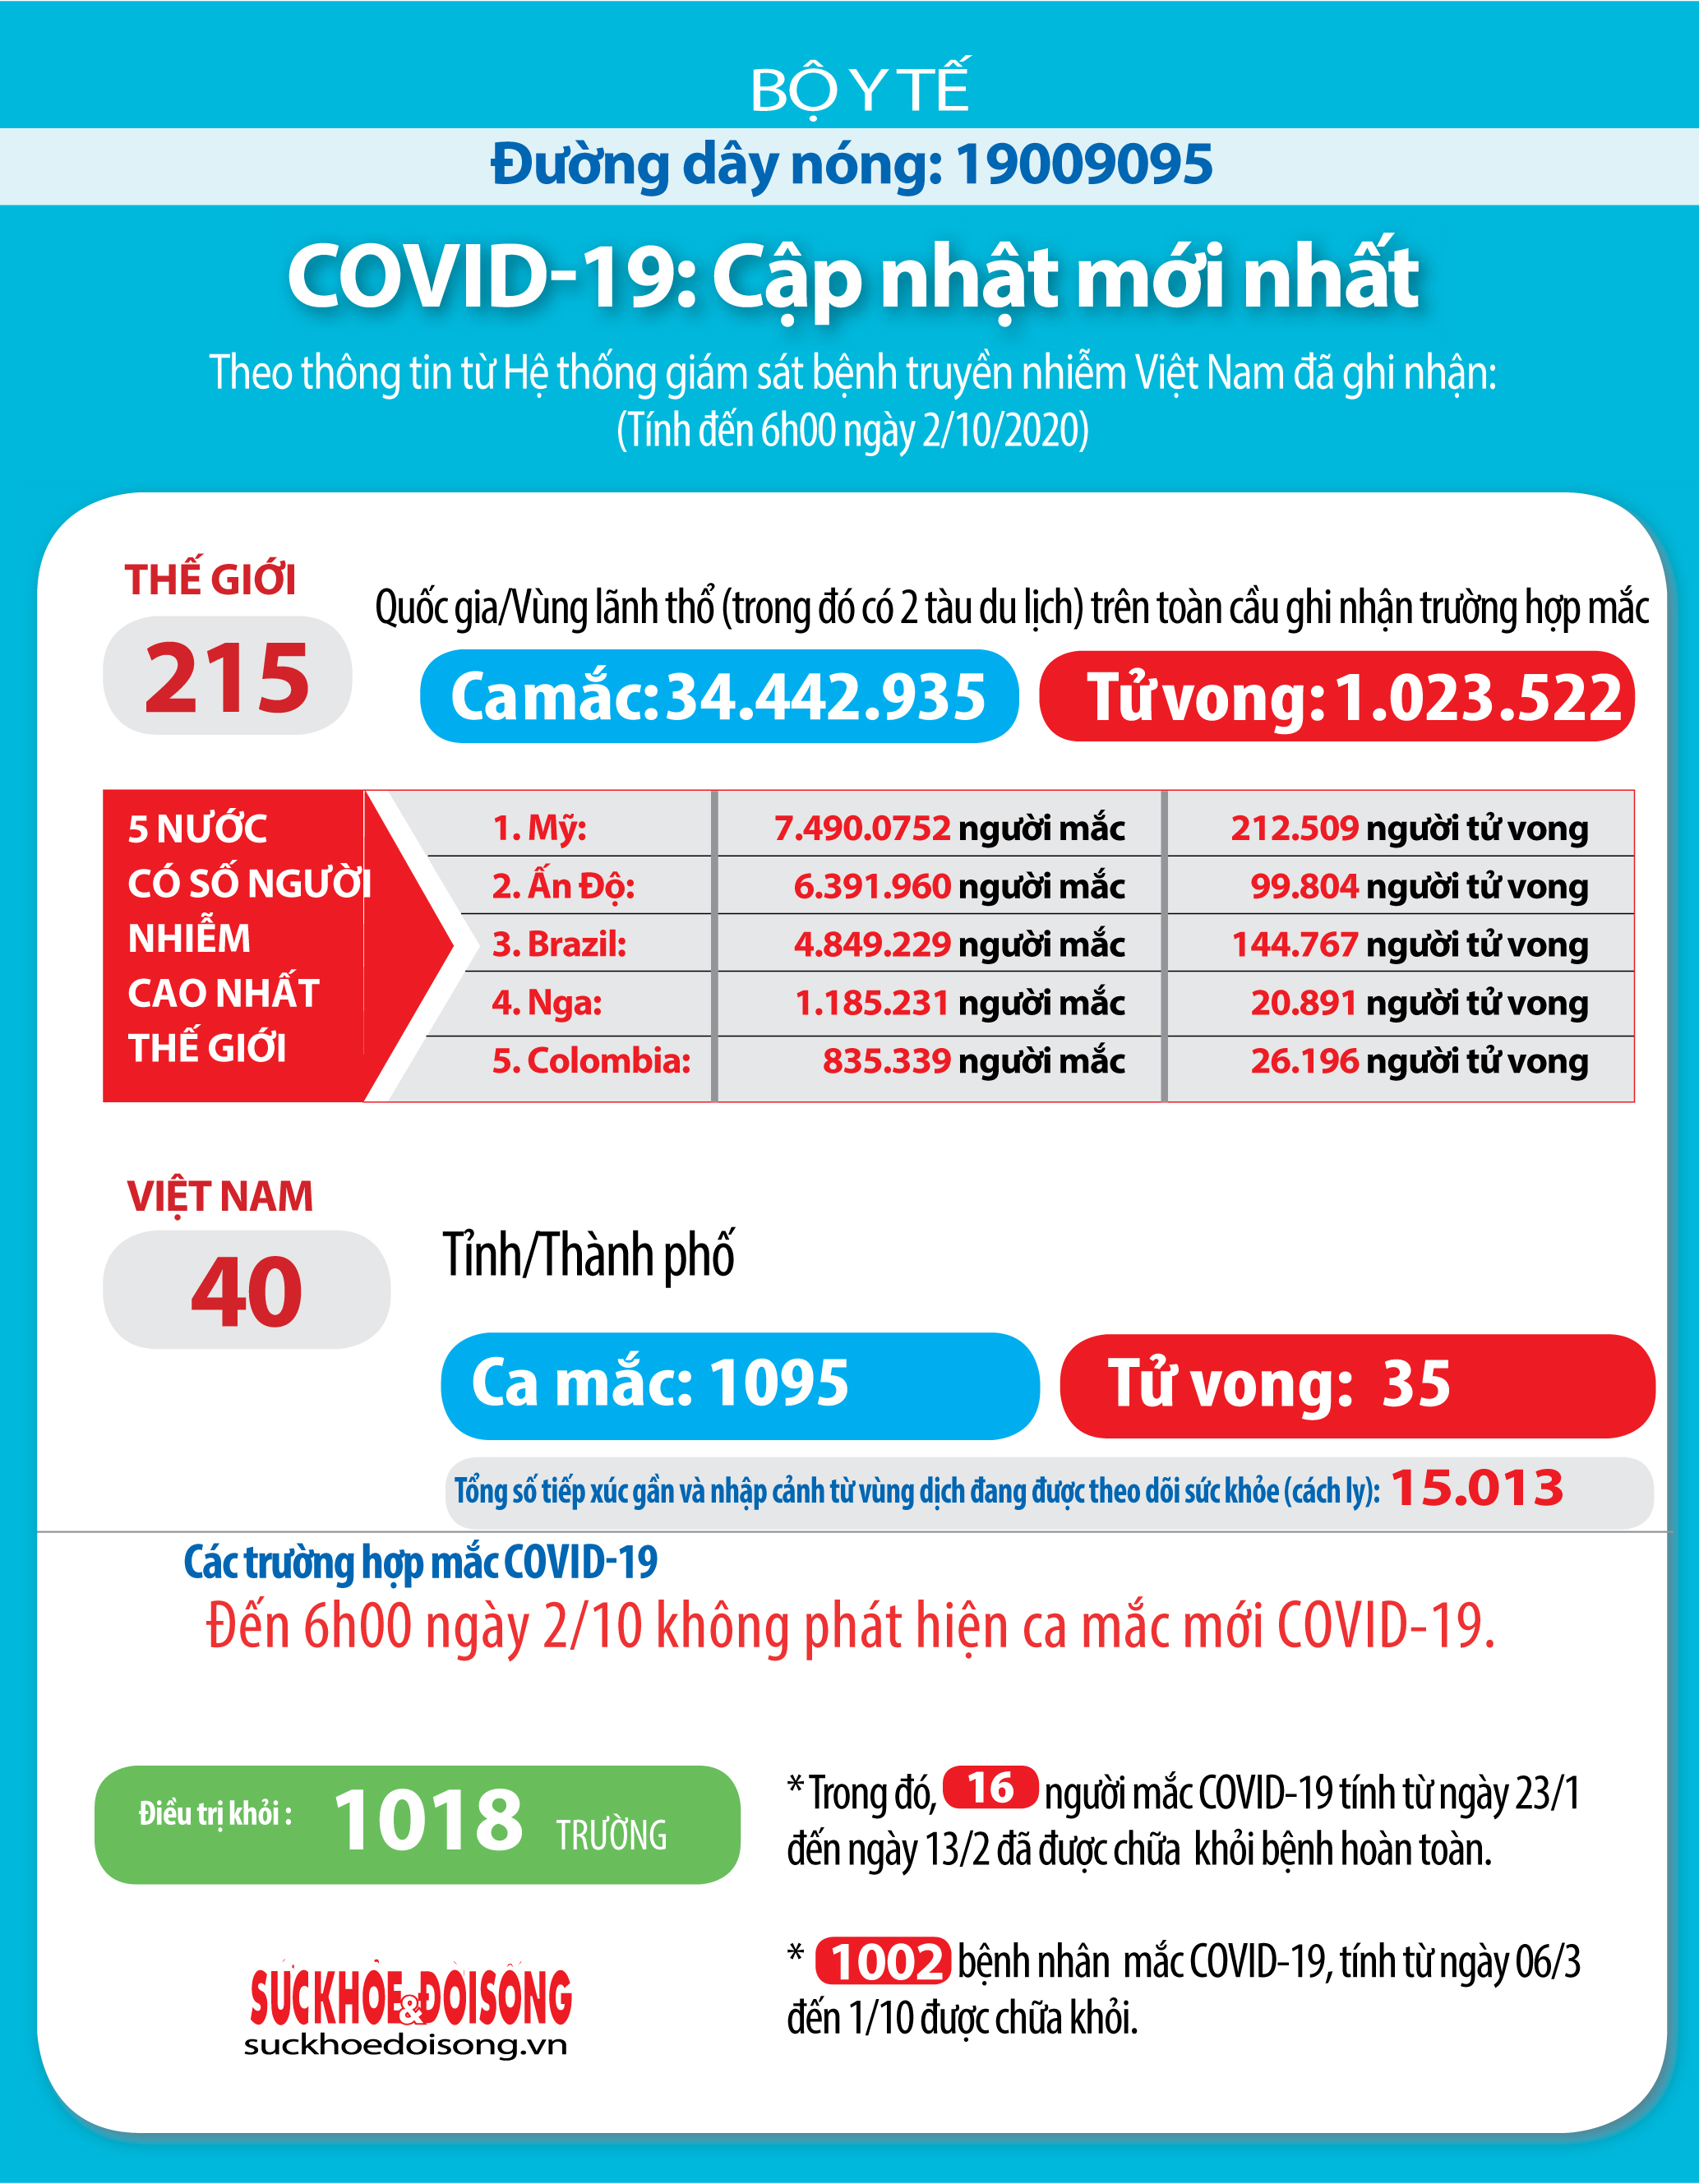 BỘ Y TẾ
Đường dây nóng: 19009095
COVID-19: Cập nhật mới nhất
Theo thông tin từ Hệ thống giám sát bệnh truyền nhiễm Việt Nam đã ghi nhận:
(Tính đến 6h00 ngày 2/10/2020)
THẾ GIỚI
215
Quốc gia/Vùng lãnh thổ (trong đó có 2 tàu du lịch) trên toàn cầu ghi nhận trường hợp mắc
Ca mắc: 34.442.935 Tử vong: 1.023.522
5 NƯỚC
CÓ SỐ NGƯỜI
NHIỄM
CAO NHẤT
THẾ GIỚI
1. Mỹ: 7.490.0752 người mắc 212.509 người tử vong
2. Ấn Độ: 6.391.960 người mắc 99.804 người tử vong
3. Brazil: 4.849.229 người mắc 144.767 người tử vong
4. Nga: 1.185.231 người mắc 20.891 người tử vong
5. Colombia: 835.339 người mắc 26.196 người tử vong
VIỆT NAM
40
Tỉnh/Thành phố
Ca mắc: 1095 Tử vong: 35
Tổng số tiếp xúc gần và nhập cảnh từ vùng dịch đang được theo dõi sức khỏe (cách ly): 15.013
Các trường hợp mắc COVID-19
Đến 6h00 ngày 2/10 không phát hiện ca mắc mới COVID-19.
Điều trị khỏi : 1018 TRƯỜNG
* Trong đó, 16 người mắc COVID-19 tính từ ngày 23/1
đến ngày 13/2 đã được chữa khỏi bệnh hoàn toàn.
* 1002 bệnh nhân mắc COVID-19, tính từ ngày 06/3
đến 1/10 được chữa khỏi.
SỨC KHỎE & ĐỜI SỐNG
suckhoedoisong.vn